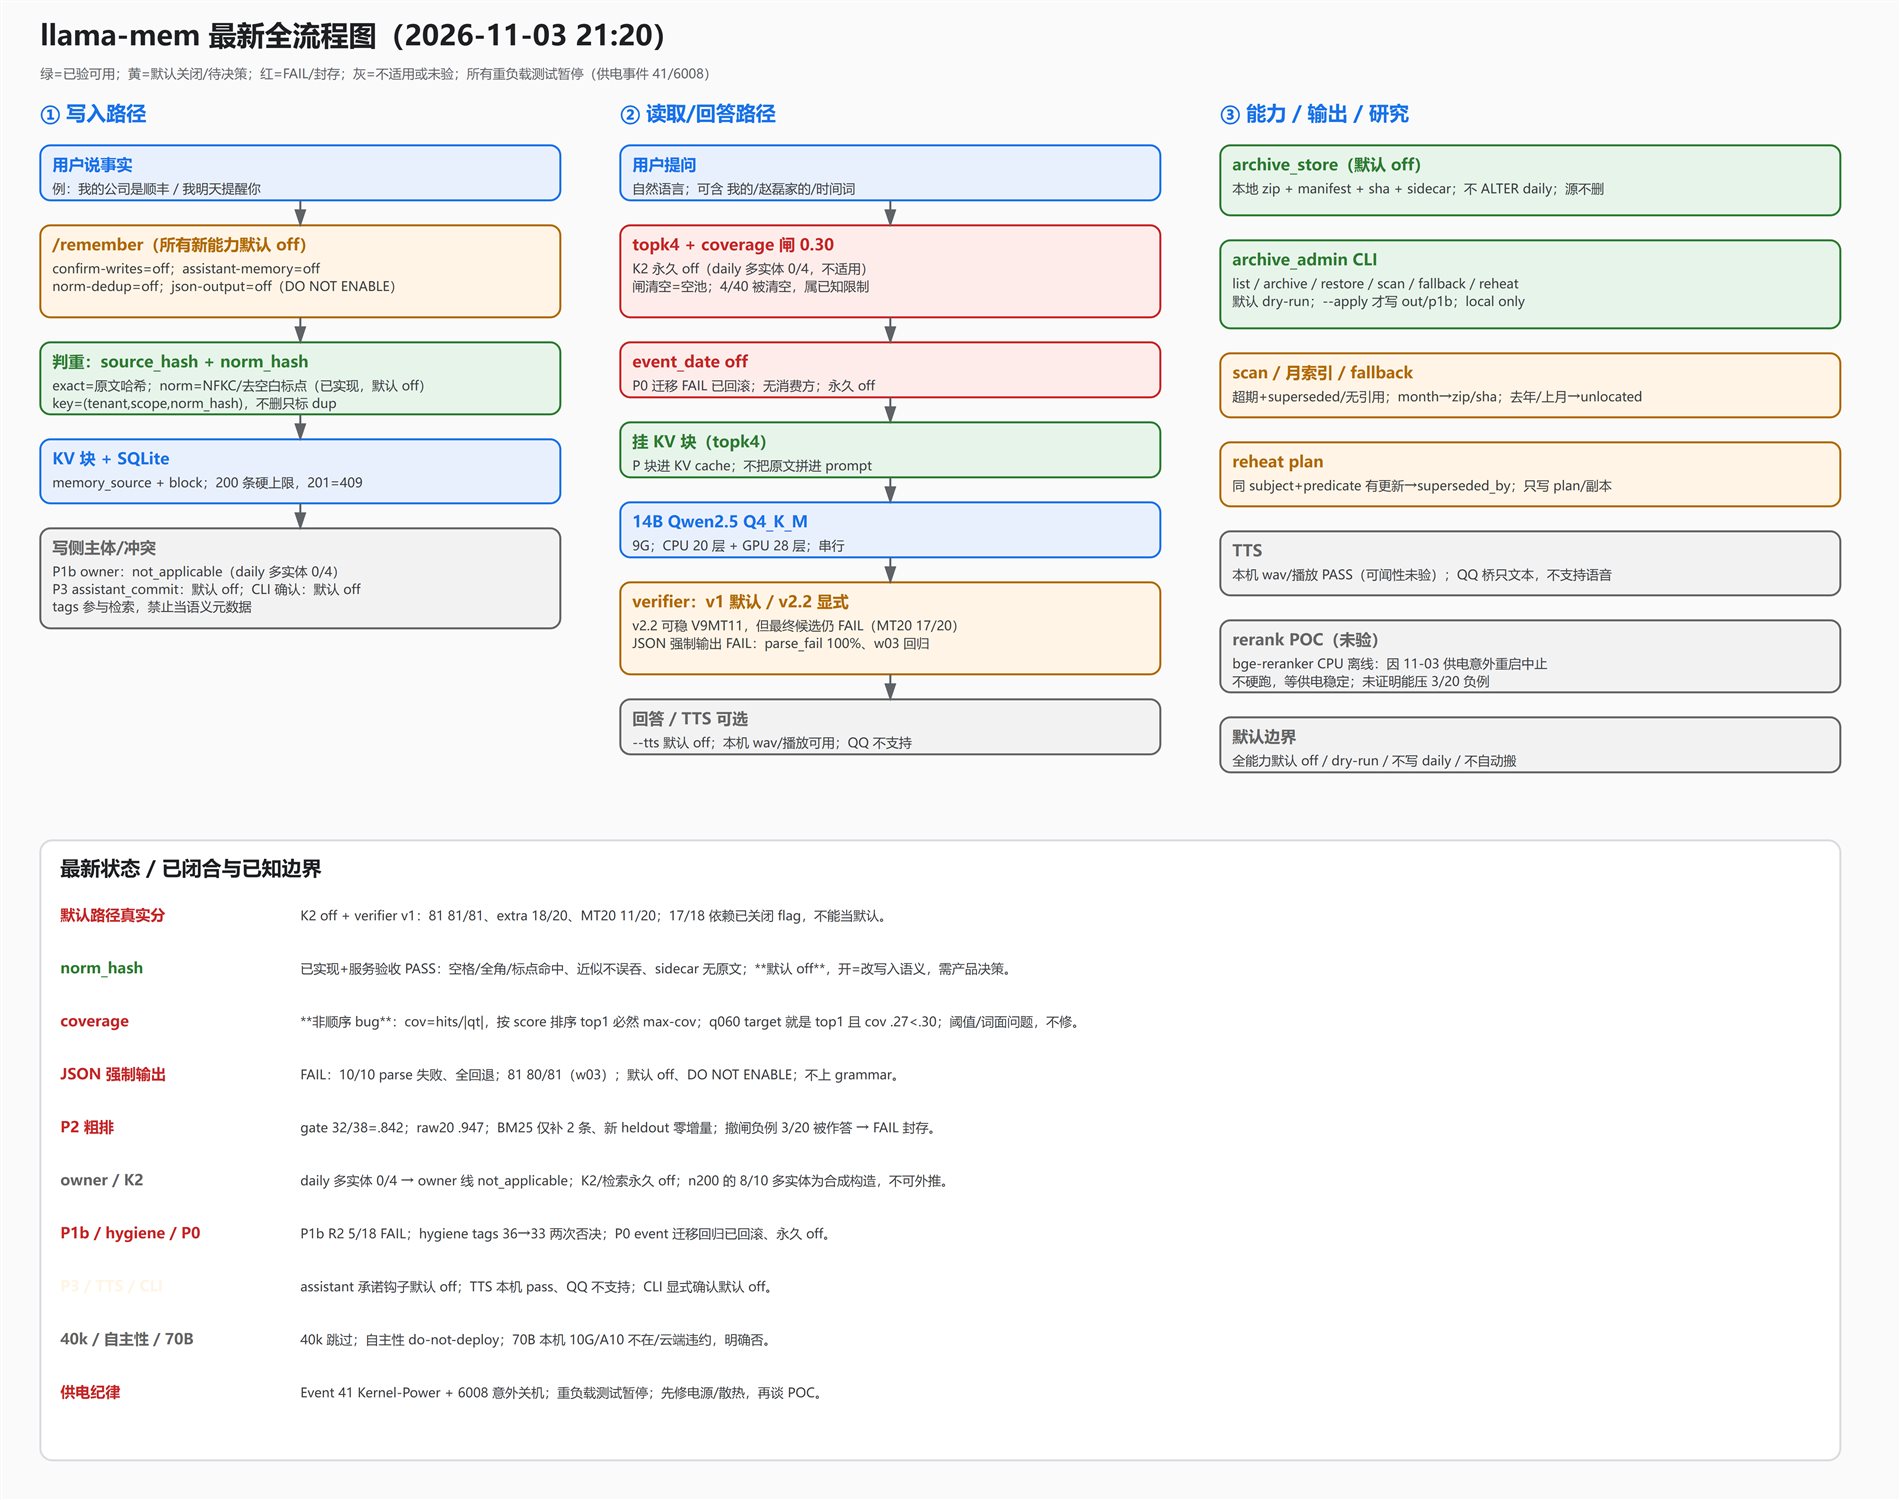 llama-mem 最新全流程图（2026-11-03 21:20）
绿=已验可用；黄=默认关闭/待决策；红=FAIL/封存；灰=不适用或未验；所有重负载测试暂停（供电事件 41/6008）
① 写入路径
用户说事实
例：我的公司是顺丰 / 我明天提醒你
/remember（所有新能力默认 off）
confirm-writes=off；assistant-memory=off
norm-dedup=off；json-output=off（DO NOT ENABLE）
判重：source_hash + norm_hash
exact=原文哈希；norm=NFKC/去空白标点（已实现，默认 off）
key=(tenant,scope,norm_hash)，不删只标 dup
KV 块 + SQLite
memory_source + block；200 条硬上限，201=409
写侧主体/冲突
P1b owner：not_applicable（daily 多实体 0/4）
P3 assistant_commit：默认 off；CLI 确认：默认 off
tags 参与检索，禁止当语义元数据
② 读取/回答路径
用户提问
自然语言；可含 我的/赵磊家的/时间词
topk4 + coverage 闸 0.30
K2 永久 off（daily 多实体 0/4，不适用）
闸清空=空池；4/40 被清空，属已知限制
event_date off
P0 迁移 FAIL 已回滚；无消费方；永久 off
挂 KV 块（topk4）
P 块进 KV cache；不把原文拼进 prompt
14B Qwen2.5 Q4_K_M
9G；CPU 20 层 + GPU 28 层；串行
verifier：v1 默认 / v2.2 显式
v2.2 可稳 V9MT11，但最终候选仍 FAIL（MT20 17/20）
JSON 强制输出 FAIL：parse_fail 100%、w03 回归
回答 / TTS 可选
--tts 默认 off；本机 wav/播放可用；QQ 不支持
③ 能力 / 输出 / 研究
archive_store（默认 off）
本地 zip + manifest + sha + sidecar；不 ALTER daily；源不删
archive_admin CLI
list / archive / restore / scan / fallback / reheat
默认 dry-run；--apply 才写 out/p1b；local only
scan / 月索引 / fallback
超期+superseded/无引用；month→zip/sha；去年/上月→unlocated
reheat plan
同 subject+predicate 有更新→superseded_by；只写 plan/副本
TTS
本机 wav/播放 PASS（可闻性未验）；QQ 桥只文本，不支持语音
rerank POC（未验）
bge-reranker CPU 离线：因 11-03 供电意外重启中止
不硬跑，等供电稳定；未证明能压 3/20 负例
默认边界
全能力默认 off / dry-run / 不写 daily / 不自动搬
最新状态 / 已闭合与已知边界
默认路径真实分 K2 off + verifier v1：81 81/81、extra 18/20、MT20 11/20；17/18 依赖已关闭 flag，不能当默认。
norm_hash 已实现+服务验收 PASS：空格/全角/标点命中、近似不误吞、sidecar 无原文；**默认 off**，开=改写入语义，需产品决策。
coverage **非顺序 bug**：cov=hits/|qt|，按 score 排序 top1 必然 max-cov；q060 target 就是 top1 且 cov .27<.30；阈值/词面问题，不修。
JSON 强制输出 FAIL：10/10 parse 失败、全回退；81 80/81（w03）；默认 off、DO NOT ENABLE；不上 grammar。
P2 粗排 gate 32/38=.842；raw20 .947；BM25 仅补 2 条、新 heldout 零增量；撤闸负例 3/20 被作答 → FAIL 封存。
owner / K2 daily 多实体 0/4 → owner 线 not_applicable；K2/检索永久 off；n200 的 8/10 多实体为合成构造，不可外推。
P1b / hygiene / P0 P1b R2 5/18 FAIL；hygiene tags 36→33 两次否决；P0 event 迁移回归已回滚、永久 off。
P3 / TTS / CLI assistant 承诺钩子默认 off；TTS 本机 pass、QQ 不支持；CLI 显式确认默认 off。
40k / 自主性 / 70B 40k 跳过；自主性 do-not-deploy；70B 本机 10G/A10 不在/云端违约，明确否。
供电纪律 Event 41 Kernel-Power + 6008 意外关机；重负载测试暂停；先修电源/散热，再谈 POC。